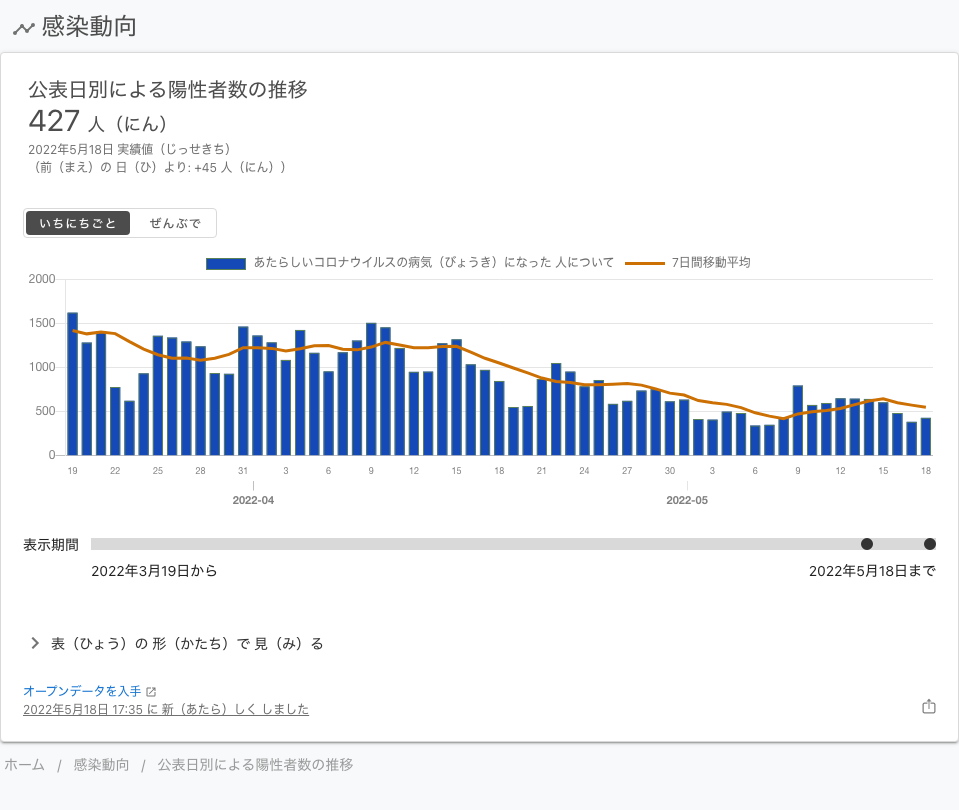 感染動向
公表日別による陽性者数の推移
427 人（にん）
2022年5月18日 実績値（じっせきち）
（前（まえ）の 日（ひ）より: +45 人（にん））
いちにちごと ぜんぶで
あたらしいコロナウイルスの病気（びょうき）になった 人について 7日間移動平均
2000
1500
1000
500
0
19 22 25 28 31 3 6 9 12 15 18 21 24 27 30 3 6 9 12 15 18
2022-04 2022-05
表示期間
2022年3月19日から 2022年5月18日まで
表（ひょう）の 形（かたち）で 見（み）る
オープンデータを入手
2022年5月18日 17:35 に 新（あたら）しく しました
ホーム / 感染動向 / 公表日別による陽性者数の推移